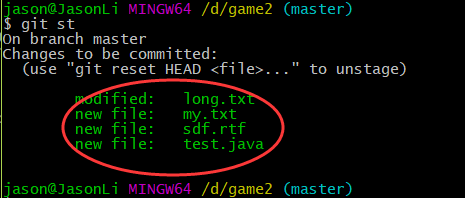 jason@JasonLi MINGW64 /d/game2 (master)
$ git st
On branch master
Changes to be committed:
  (use "git reset HEAD <file>..." to unstage)

        modified:   long.txt
        new file:   my.txt
        new file:   sdf.rtf
        new file:   test.java

jason@JasonLi MINGW64 /d/game2 (master)